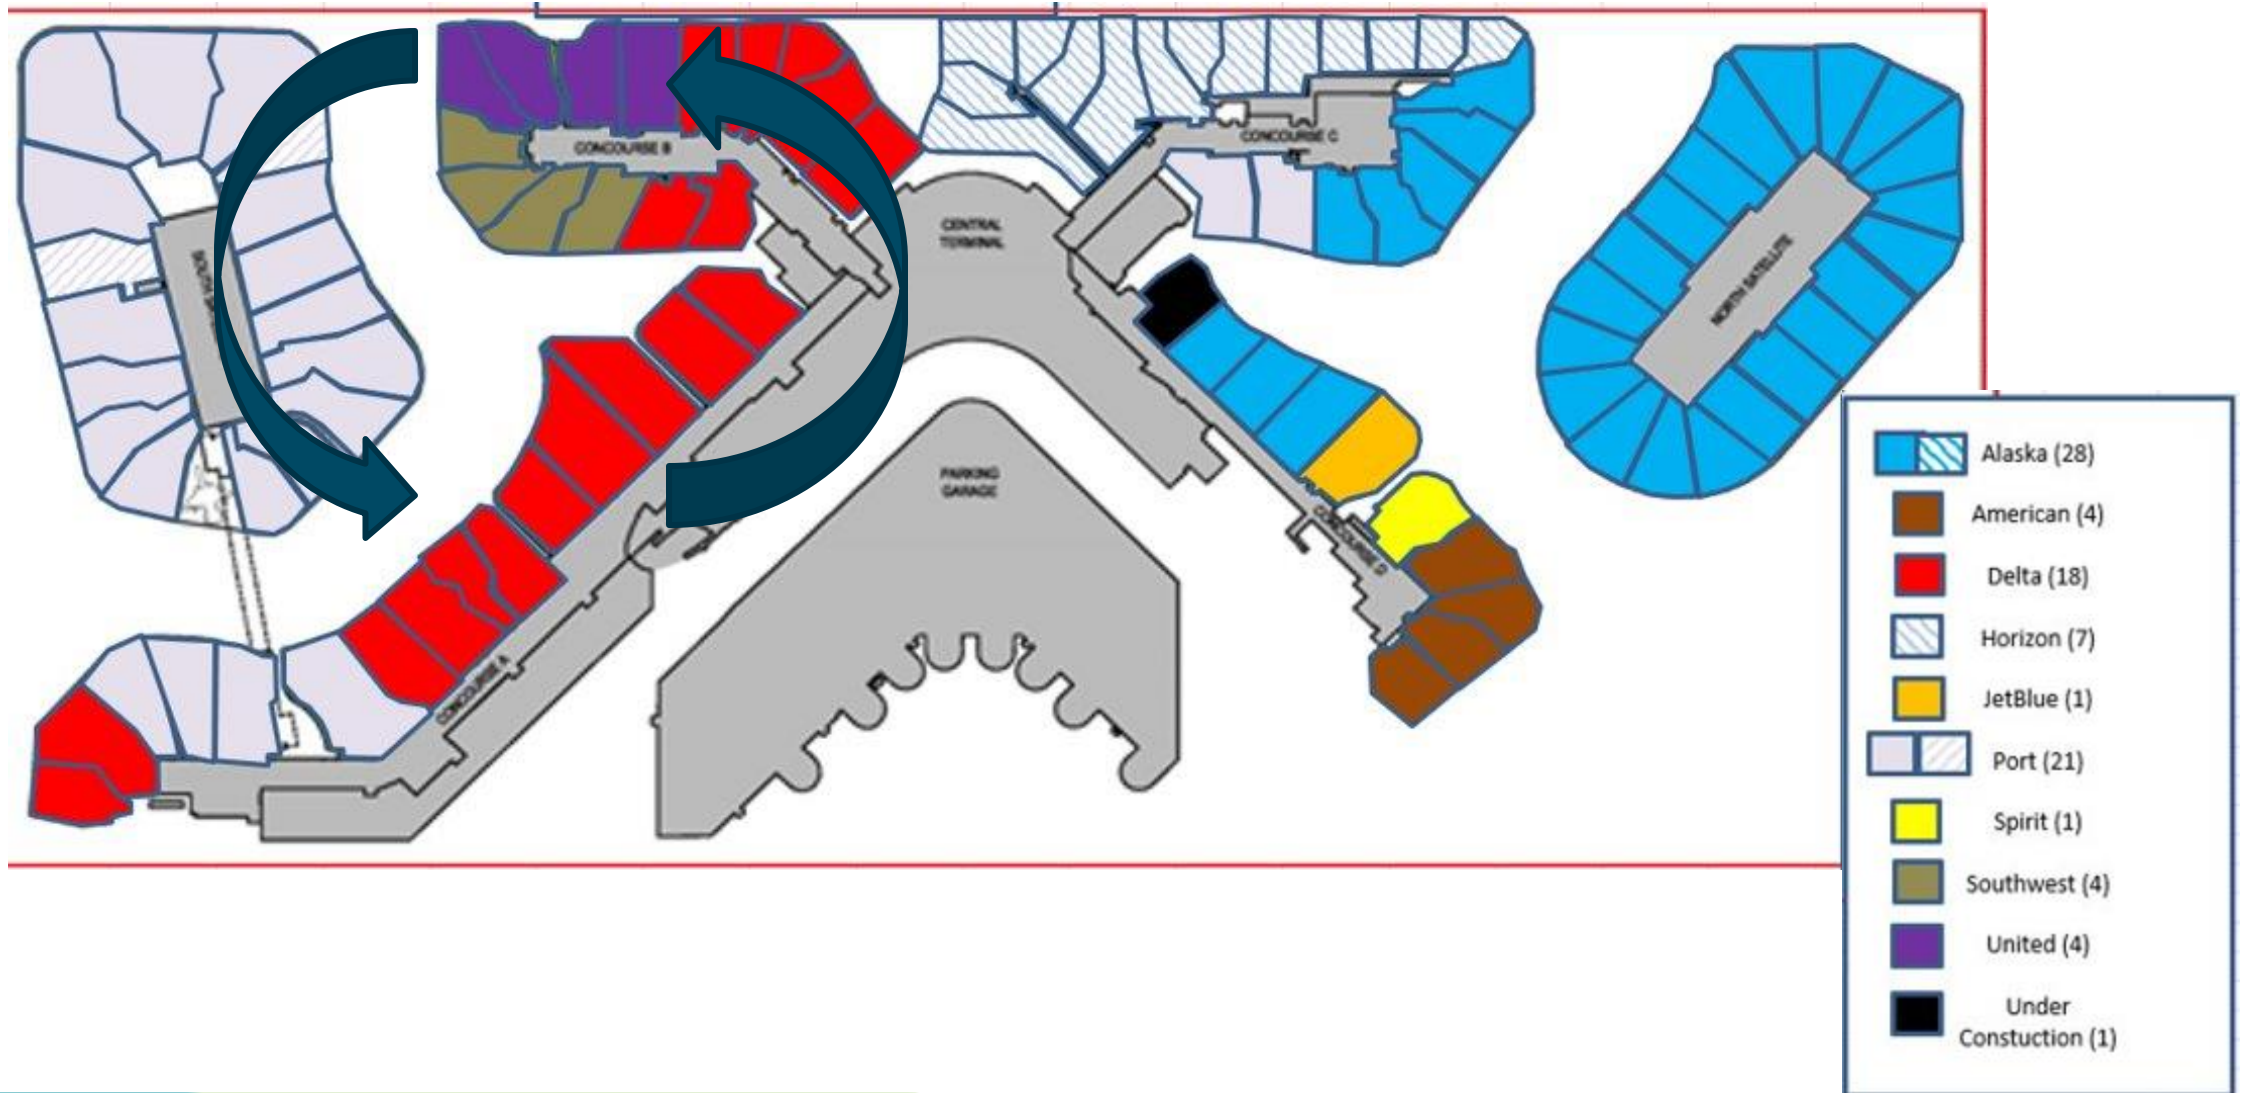 CONCOURSE B
CONCOURSE C
CENTRAL
TERMINAL
NORTH SATELLITE
SOUTH
PARKING
GARAGE
CONCOURSE D
CONCOURSE A
Alaska (28)
American (4)
Delta (18)
Horizon (7)
JetBlue (1)
Port (21)
Spirit (1)
Southwest (4)
United (4)
Under
Constuction (1)